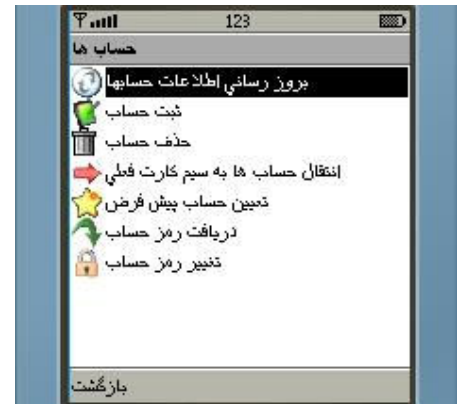 123
حساب ها
بروز رساني اطلاعات حسابها
ثبت حساب
حذف حساب
انتقال حساب ها به سيم كارت فعلي
تعيين حساب پيش فرض
دريافت رمز حساب
تغيير رمز حساب
بازگشت